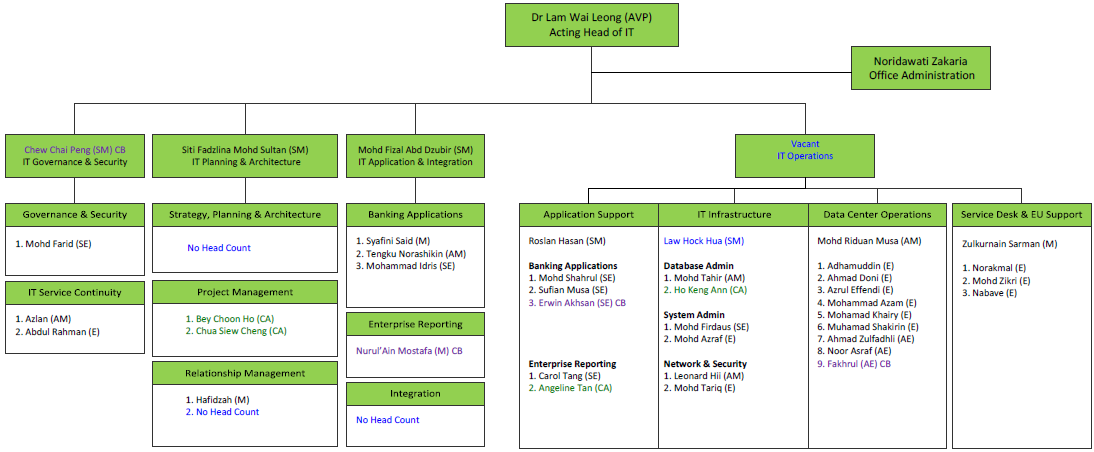 Dr Lam Wai Leong (AVP)
Acting Head of IT
Noridawati Zakaria
Office Administration
Chew Chai Peng (SM) CB
IT Governance & Security
Siti Fadzlina Mohd Sultan (SM)
IT Planning & Architecture
Mohd Fizal Abd Dzubir (SM)
IT Application & Integration
Vacant
IT Operations
Governance & Security
1. Mohd Farid (SE)
IT Service Continuity
1. Azlan (AM)
2. Abdul Rahman (E)
Strategy, Planning & Architecture
No Head Count
Project Management
1. Bey Choon Ho (CA)
2. Chua Siew Cheng (CA)
Relationship Management
1. Hafidzah (M)
2. No Head Count
Banking Applications
1. Syafini Said (M)
2. Tengku Norashikin (AM)
3. Mohammad Idris (SE)
Enterprise Reporting
Nurul'Ain Mostafa (M) CB
Integration
No Head Count
Application Support
Roslan Hasan (SM)
Banking Applications
1. Mohd Shahrul (SE)
2. Sufian Musa (SE)
3. Erwin Akhsan (SE) CB
Enterprise Reporting
1. Carol Tang (SE)
2. Angeline Tan (CA)
IT Infrastructure
Law Hock Hua (SM)
Database Admin
1. Mohd Tahir (AM)
2. Ho Keng Ann (CA)
System Admin
1. Mohd Firdaus (SE)
2. Mohd Azraf (E)
Network & Security
1. Leonard Hii (AM)
2. Mohd Tariq (E)
Data Center Operations
Mohd Riduan Musa (AM)
1. Adhamuddin (E)
2. Ahmad Doni (E)
3. Azrul Effendi (E)
4. Mohammad Azam (E)
5. Mohamad Khairy (E)
6. Muhamad Shakirin (E)
7. Ahmad Zulfadhli (AE)
8. Noor Asraf (AE)
9. Fakhrul (AE) CB
Service Desk & EU Support
Zulkurnain Sarman (M)
1. Norakmal (E)
2. Mohd Zikri (E)
3. Nabave (E)